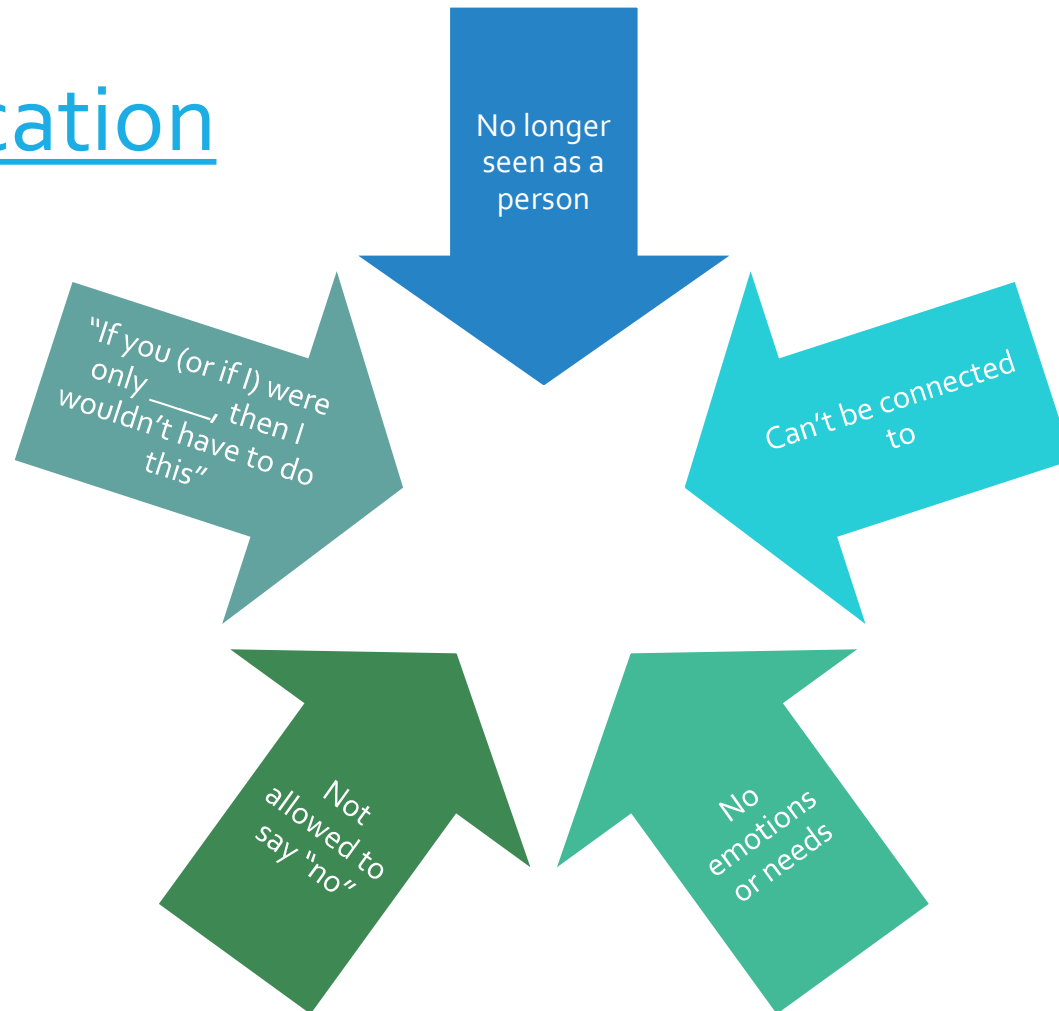 cation
No longer
seen as a
person
"If you (or if I) were
only _____, then I
wouldn't have to do
this"
Can't be connected
to
Not
allowed to
say "no"
No
emotions
or needs